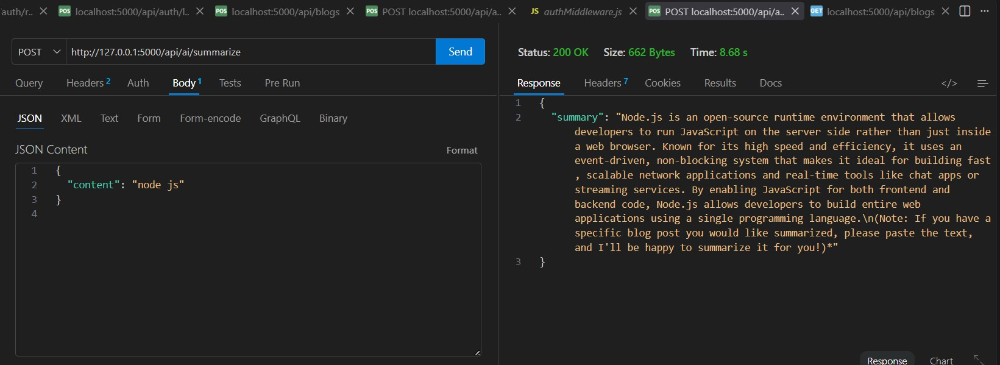 auth/r..
POS localhost:5000/api/auth/l..
POS localhost:5000/api/blogs
POS POST localhost:5000/api/a..
JS authMiddleware.js
POS POST localhost:5000/api/a..
GET localhost:5000/api/blogs
POST http://127.0.0.1:5000/api/ai/summarize Send
Query Headers 2 Auth Body 1 Tests Pre Run
JSON XML Text Form Form-encode GraphQL Binary
JSON Content Format
1 {
2 "content": "node js"
3 }
4
Status: 200 OK Size: 662 Bytes Time: 8.68 s
Response Headers 7 Cookies Results Docs </>
1 {
2 "summary": "Node.js is an open-source runtime environment that allows
developers to run JavaScript on the server side rather than just inside
a web browser. Known for its high speed and efficiency, it uses an
event-driven, non-blocking system that makes it ideal for building fast
, scalable network applications and real-time tools like chat apps or
streaming services. By enabling JavaScript for both frontend and
backend code, Node.js allows developers to build entire web
applications using a single programming language.\n(Note: If you have a
specific blog post you would like summarized, please paste the text,
and I'll be happy to summarize it for you!)*"
3 }
Response Chart